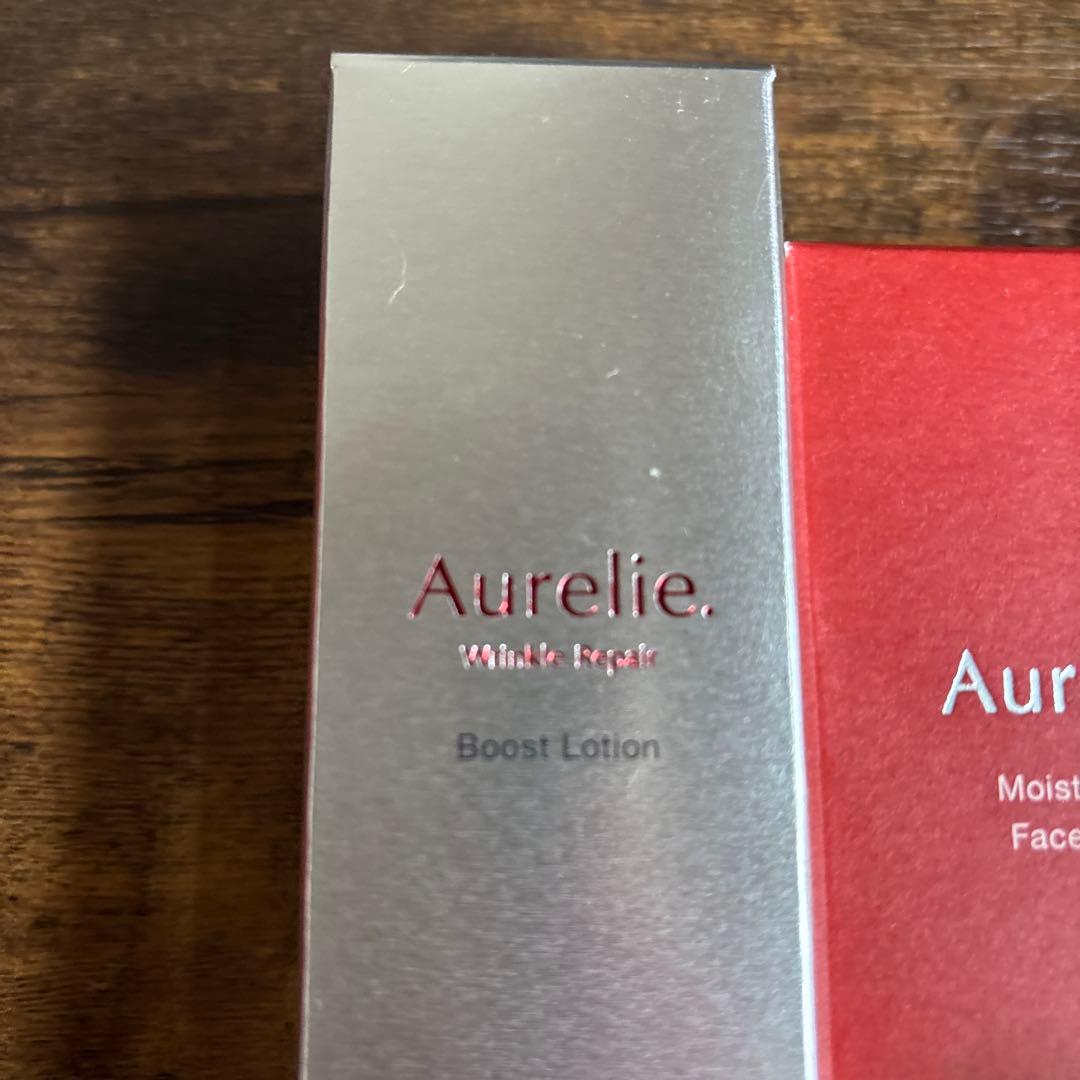 Aurelie.
Wrinkle Repair
Boost Lotion
Aur
Moist
Face